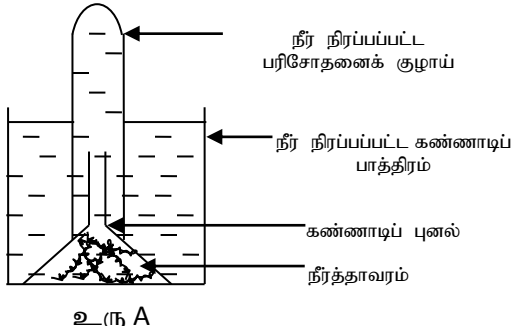 நீர் நிரப்பப்பட்ட
பரிசோதனைக் குழாய்
நீர் நிரப்பப்பட்ட கண்ணாடிப்
பாத்திரம்
கண்ணாடிப் புனல்
நீர்த்தாவரம்
உரு A